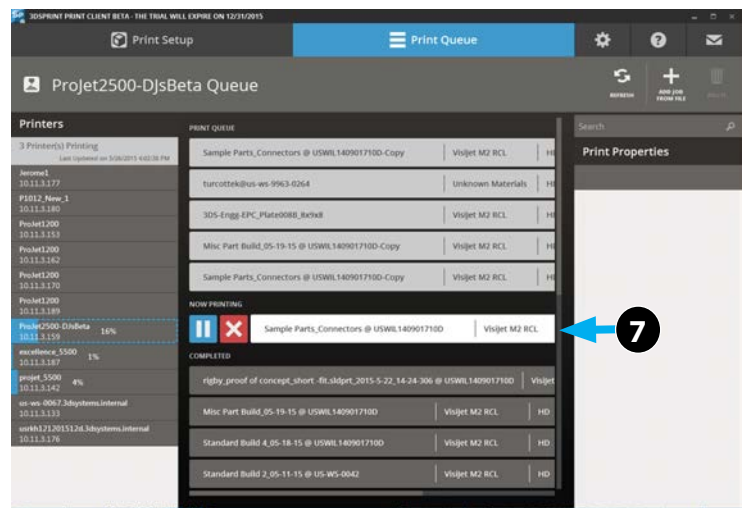 3DSPRINT PRINT CLIENT BETA - THE TRIAL WILL EXPIRE ON 12/31/2015
Print Setup
Print Queue
ProJet2500-DJsBeta Queue
REFRESH
ADD JOB
FROM FILE
Printers
3 Printer(s) Printing
Last Updated on 5/26/2015 4:02:38 PM
Jerome1
10.11.3.177
P1012_New_1
10.11.3.180
ProJet1200
10.11.3.153
ProJet1200
10.11.3.162
ProJet1200
10.11.3.170
ProJet1200
10.11.3.189
ProJet2500-DJsBeta 16%
10.11.3.159
excellence_5500 1%
10.11.3.187
projet_5500 4%
10.11.3.142
us-ws-0067.3dsystems.internal
10.11.3.133
usrkh121201512d.3dsystems.internal
10.11.3.176
PRINT QUEUE
Sample Parts_Connectors @ USWIL140901710D-Copy Visijet M2 RCL HI
turcottek@us-ws-9963-0264 Unknown Materials HI
3DS-Engg-EPC_Plate008B_8x9x8 Visijet M2 RCL HI
Misc Part Build_05-19-15 @ USWIL140901710D-Copy Visijet M2 RCL HI
Sample Parts_Connectors @ USWIL140901710D-Copy Visijet M2 RCL HI
NOW PRINTING
Sample Parts_Connectors @ USWIL140901710D Visijet M2 RCL
7
COMPLETED
rigby_proof of concept_short -fit.sldprt_2015-5-22_14-24-306 @ USWIL140901710D Visijet
Misc Part Build_05-19-15 @ USWIL140901710D Visijet M2 RCL HD
Standard Build 4_05-18-15 @ USWIL140901710D Visijet M2 RCL HD
Standard Build 2_05-11-15 @ US-WS-0042 Visijet M2 RCL HD
Search
Print Properties